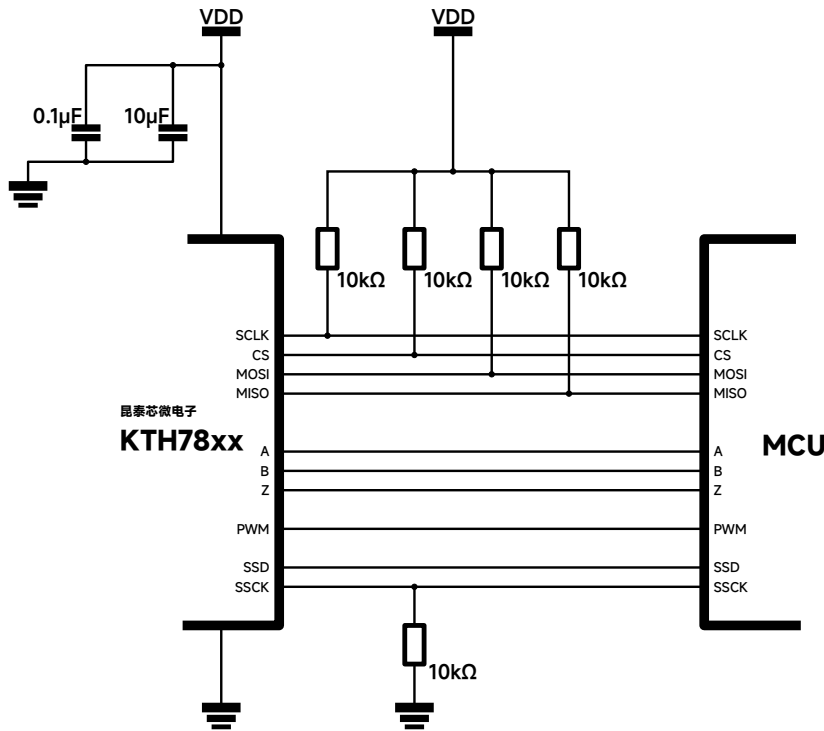 VDD
VDD
0.1μF
10μF
10kΩ
10kΩ
10kΩ
10kΩ
SCLK
SCLK
CS
CS
MOSI
MOSI
MISO
MISO
昆泰芯微电子
KTH78xx
MCU
A
A
B
B
Z
Z
PWM
PWM
SSD
SSD
SSCK
SSCK
10kΩ